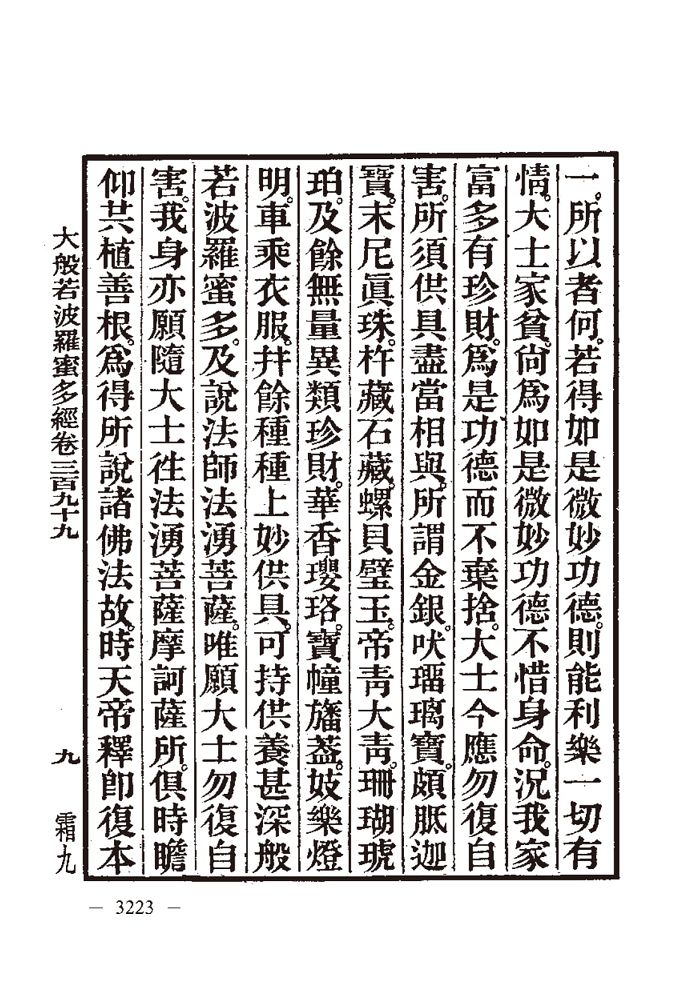 一。所以者何。若得如是微妙功德。則能利樂一切有
情。大士家貧。尙爲如是微妙功德不惜身命。況我家
富多有珍財。爲是功德而不棄捨。大士今應勿復自
害。所須供具盡當相與。所謂金銀。吠瑠璃寶。頗胝迦
寶。末尼眞珠。杵藏石藏。螺貝璧玉。帝靑大靑。珊瑚琥
珀。及餘無量異類珍財。華香瓔珞。寶幢旛葢。妓樂燈
明。車乘衣服。幷餘種種上妙供具。可持供養甚深般
若波羅蜜多。及說法師法湧菩薩。唯願大士勿復自
害。我身亦願隨大士徃法湧菩薩摩訶薩所。俱時瞻
仰共植善根。爲得所說諸佛法故。時天帝釋卽復本
大般若波羅蜜多經卷三百九十九 九 霜九
— 3223 —